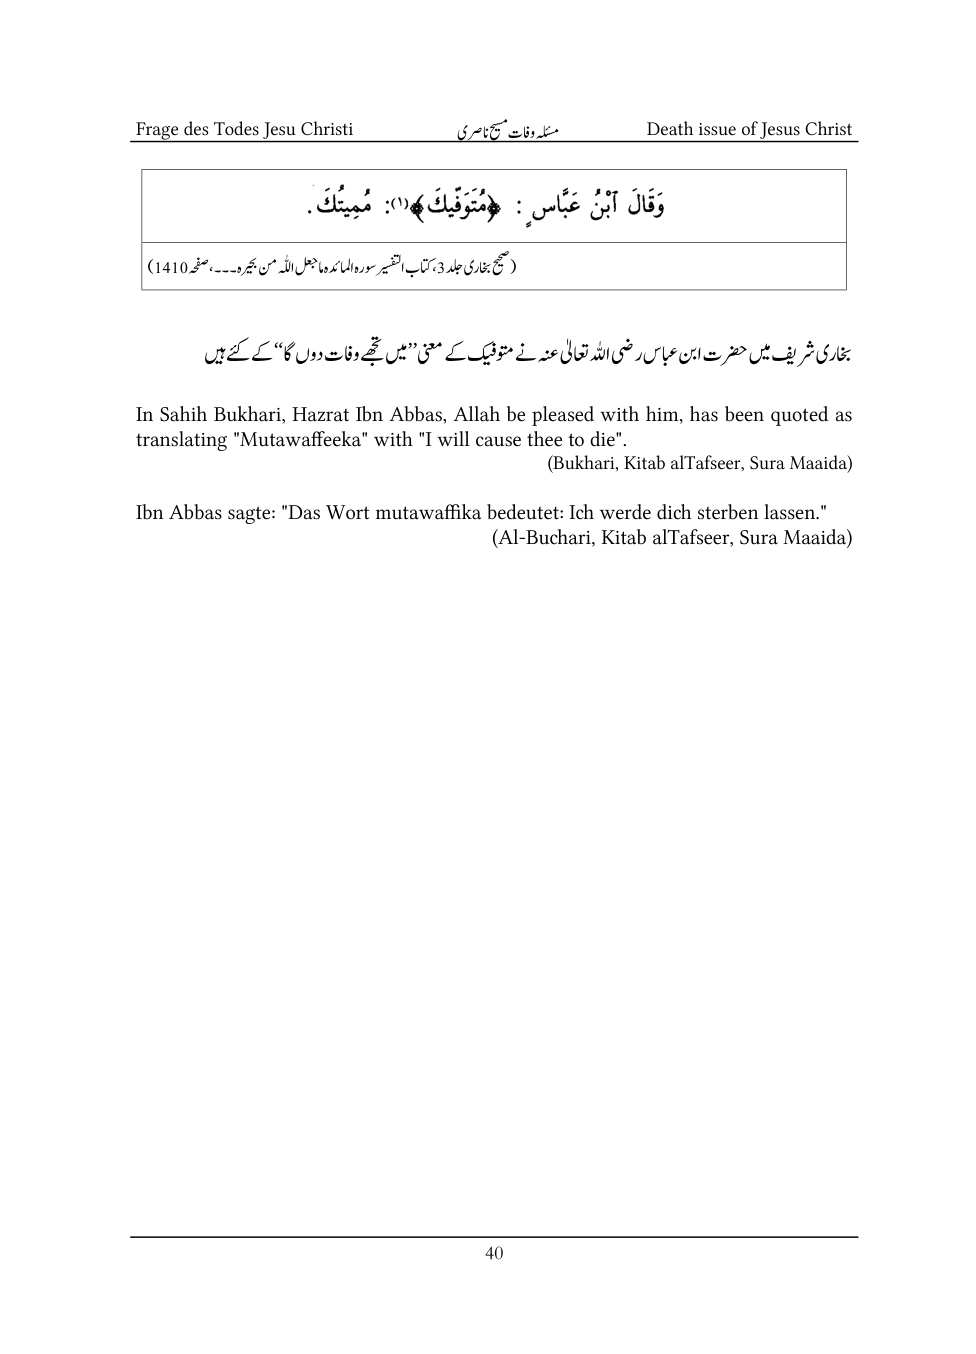 Frage des Todes Jesu Christi مسئلہ وفات مسیح ناصری Death issue of Jesus Christ
وَقَالَ ٱبْنُ عَبَّاسٍ : ﴿مُتَوَفِّيكَ﴾(١): مُمِيتُكَ .
(صحیح بخاری جلد 3، کتاب التفسیر سورہ المائدہ ما جعل اللہ من بحیرہ۔۔۔، صفحہ 1410)
بخاری شریف میں حضرت ابن عباس رضی اللہ تعالیٰ عنہ نے متوفیک کے معنی ”میں تجھے وفات دوں گا“ کے کئے ہیں
In Sahih Bukhari, Hazrat Ibn Abbas, Allah be pleased with him, has been quoted as
translating "Mutawaffeeka" with "I will cause thee to die".
(Bukhari, Kitab alTafseer, Sura Maaida)
Ibn Abbas sagte: "Das Wort mutawaffika bedeutet: Ich werde dich sterben lassen."
(Al-Buchari, Kitab alTafseer, Sura Maaida)
40